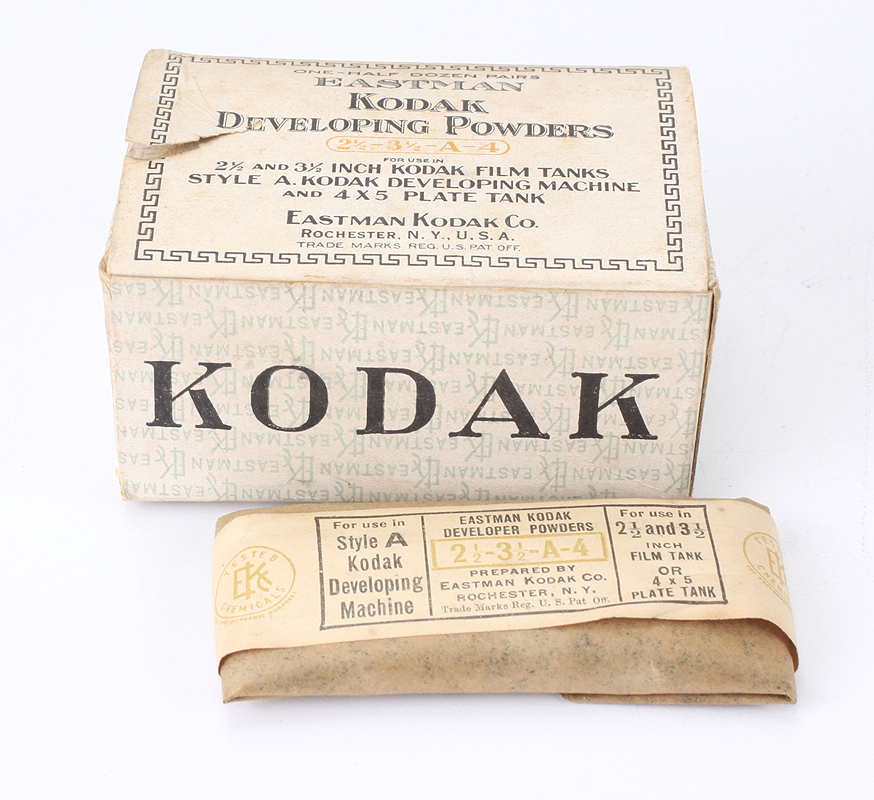 ONE-HALF DOZEN PAIRS
EASTMAN
KODAK
DEVELOPING POWDERS
2½-3½-A-4
FOR USE IN
2½ AND 3½ INCH KODAK FILM TANKS
STYLE A. KODAK DEVELOPING MACHINE
AND 4 X 5 PLATE TANK
EASTMAN KODAK CO.
ROCHESTER, N. Y., U. S. A.
TRADE MARKS REG. U.S. PAT. OFF.
KODAK
TESTED
EK
CHEMICALS
For use in
Style A
Kodak
Developing
Machine
EASTMAN KODAK
DEVELOPER POWDERS
2½-3½-A-4
PREPARED BY
EASTMAN KODAK CO.
ROCHESTER, N. Y.
Trade Marks Reg. U. S. Pat Off.
For use in
2½ and 3½
INCH
FILM TANK
OR
4 x 5
PLATE TANK